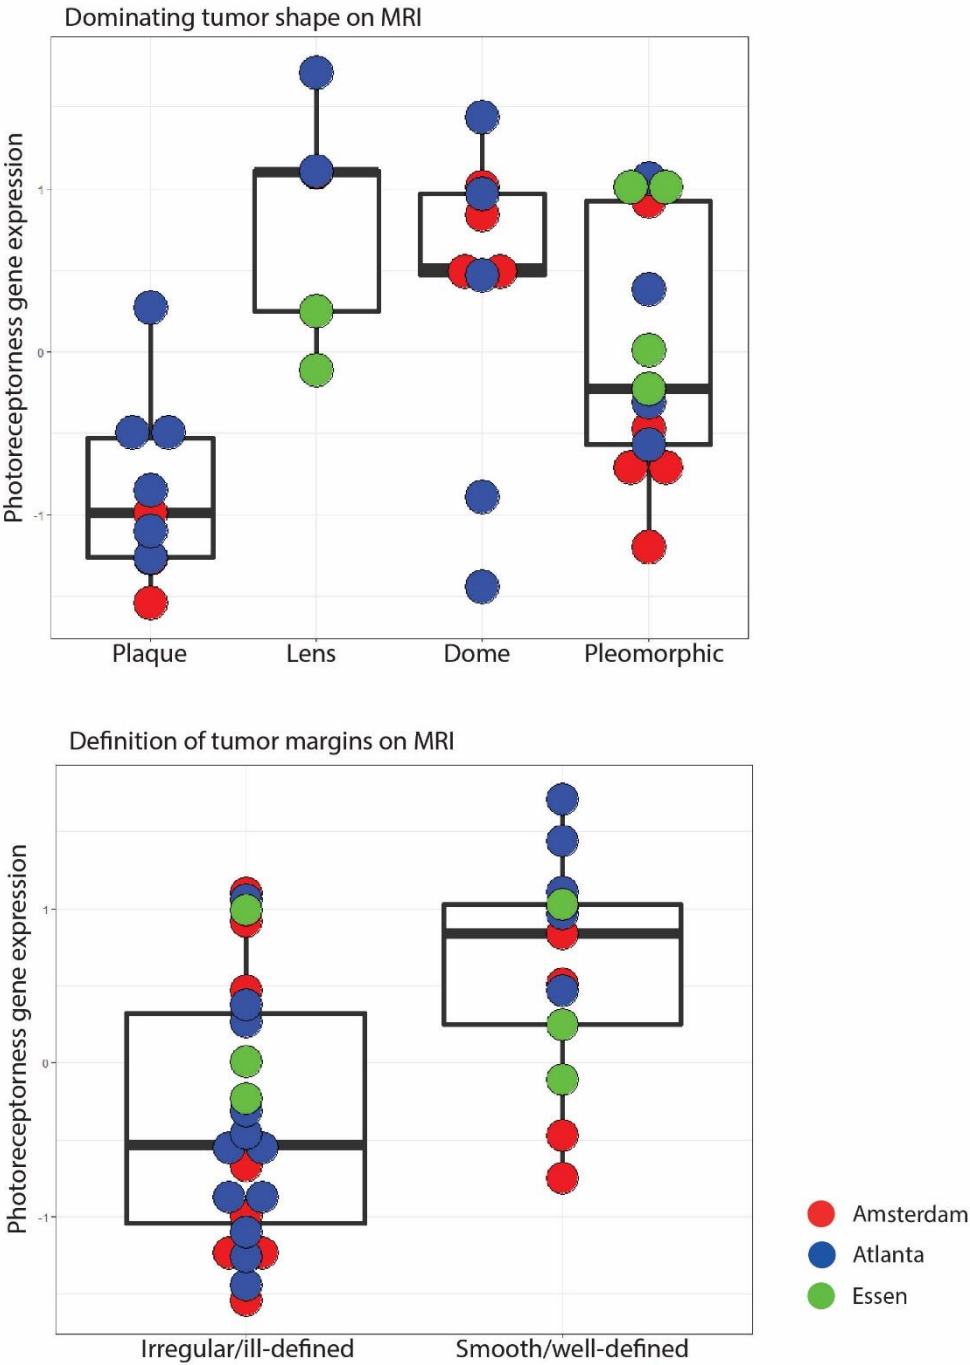 Dominating tumor shape on MRI
Photoreceptorness gene expression
1
0
-1
Plaque Lens Dome Pleomorphic
Definition of tumor margins on MRI
Photoreceptorness gene expression
1
0
-1
Irregular/ill-defined Smooth/well-defined
Amsterdam
Atlanta
Essen